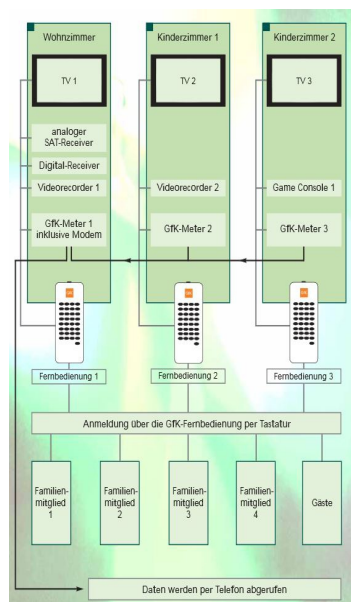 Wohnzimmer
Kinderzimmer 1
Kinderzimmer 2
TV 1
TV 2
TV 3
analoger
SAT-Receiver
Digital-Receiver
Videorecorder 1
Videorecorder 2
Game Console 1
GfK-Meter 1
inklusive Modem
GfK-Meter 2
GfK-Meter 3
Fernbedienung 1
Fernbedienung 2
Fernbedienung 3
Anmeldung über die GfK-Fernbedienung per Tastatur
Familien-
mitglied
1
Familien-
mitglied
2
Familien-
mitglied
3
Familien-
mitglied
4
Gäste
Daten werden per Telefon abgerufen